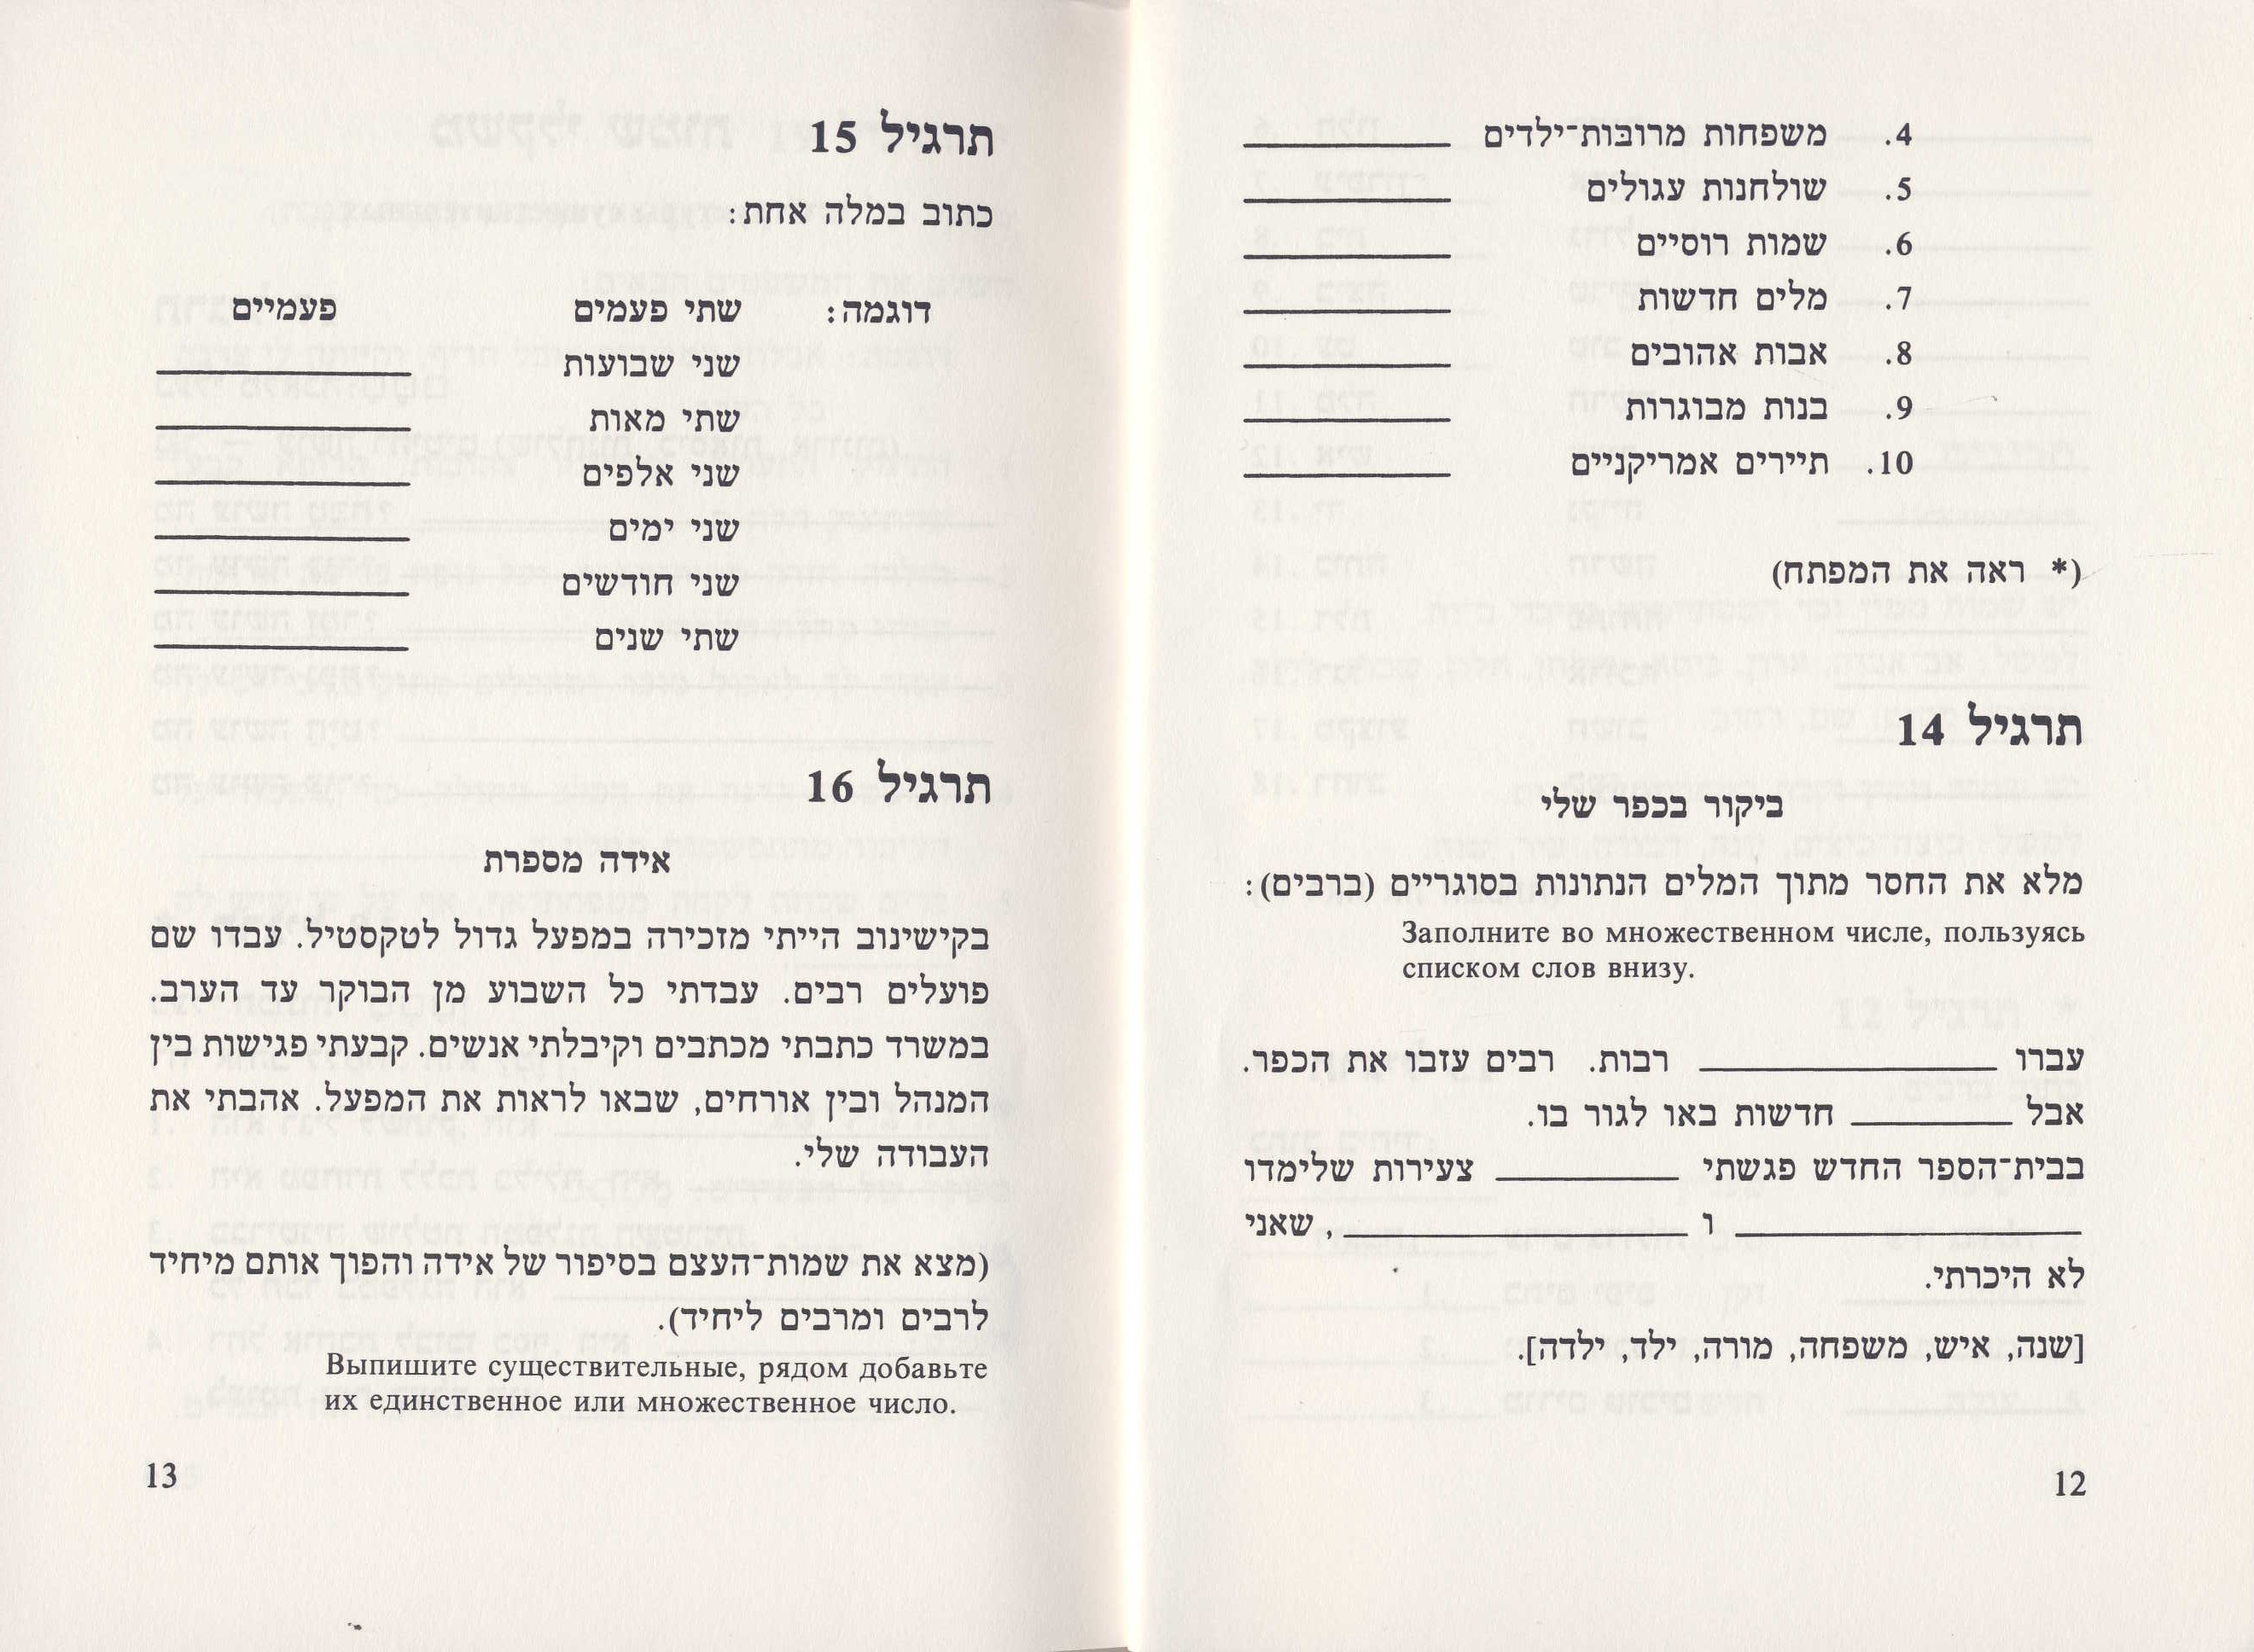 4. משפחות מרובות־ילדים ________
5. שולחנות עגולים ________
6. שמות רוסיים ________
7. מלים חדשות ________
8. אבות אהובים ________
9. בנות מבוגרות ________
10. תיירים אמריקניים ________
(* ראה את המפתח)
תרגיל 14
ביקור בכפר שלי
מלא את החסר מתוך המלים הנתונות בסוגריים (ברבים):
Заполните во множественном числе, пользуясь
списком слов внизу.
עברו ________ רבות. רבים עזבו את הכפר.
אבל ________ חדשות באו לגור בו.
בבית־הספר החדש פגשתי ________ צעירות שלימדו
________ ו ________, שאני
לא היכרתי.
[שנה, איש, משפחה, מורה, ילד, ילדה].
12
תרגיל 15
כתוב במלה אחת:
דוגמה: שתי פעמים פעמיים
שני שבועות ________
שתי מאות ________
שני אלפים ________
שני ימים ________
שני חודשים ________
שתי שנים ________
תרגיל 16
אידה מספרת
בקישינוב הייתי מזכירה במפעל גדול לטקסטיל. עבדו שם
פועלים רבים. עבדתי כל השבוע מן הבוקר עד הערב.
במשרד כתבתי מכתבים וקיבלתי אנשים. קבעתי פגישות בין
המנהל ובין אורחים, שבאו לראות את המפעל. אהבתי את
העבודה שלי.
(מצא את שמות־העצם בסיפור של אידה והפוך אותם מיחיד
לרבים ומרבים ליחיד).
Выпишите существительные, рядом добавьте
их единственное или множественное число.
13